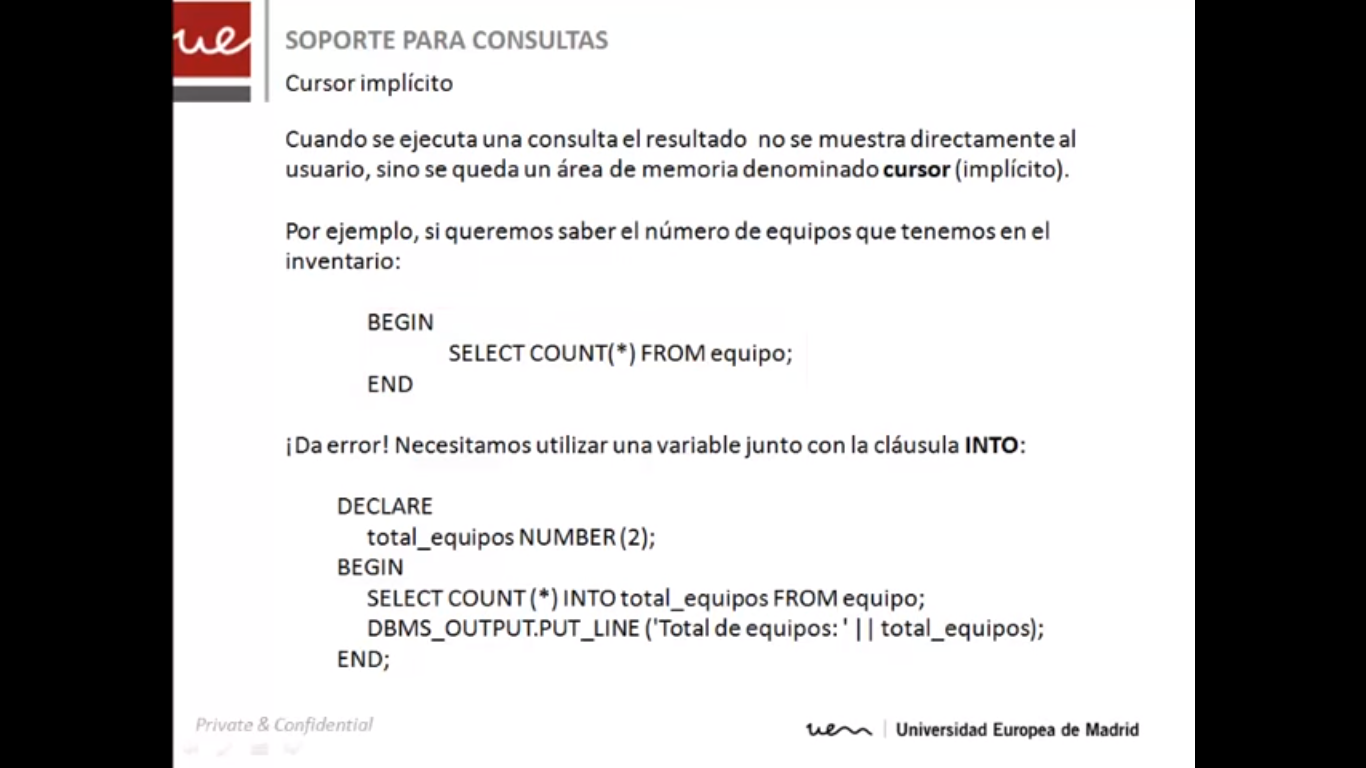 ue
SOPORTE PARA CONSULTAS
Cursor implícito
Cuando se ejecuta una consulta el resultado no se muestra directamente al
usuario, sino se queda un área de memoria denominado cursor (implícito).
Por ejemplo, si queremos saber el número de equipos que tenemos en el
inventario:
BEGIN
SELECT COUNT(*) FROM equipo;
END
¡Da error! Necesitamos utilizar una variable junto con la cláusula INTO:
DECLARE
total_equipos NUMBER (2);
BEGIN
SELECT COUNT (*) INTO total_equipos FROM equipo;
DBMS_OUTPUT.PUT_LINE ('Total de equipos: ' || total_equipos);
END;
Private & Confidential
uem | Universidad Europea de Madrid